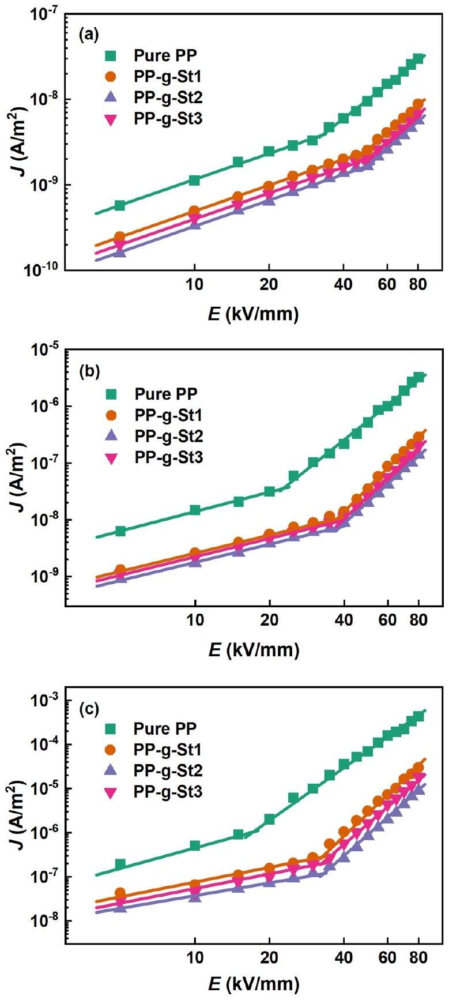 (a)
Pure PP
PP-g-St1
PP-g-St2
PP-g-St3
10⁻⁷
10⁻⁸
10⁻⁹
10⁻¹⁰
J (A/m²)
10 20 40 60 80
E (kV/mm)
(b)
Pure PP
PP-g-St1
PP-g-St2
PP-g-St3
10⁻⁵
10⁻⁶
10⁻⁷
10⁻⁸
10⁻⁹
J (A/m²)
10 20 40 60 80
E (kV/mm)
(c)
Pure PP
PP-g-St1
PP-g-St2
PP-g-St3
10⁻³
10⁻⁴
10⁻⁵
10⁻⁶
10⁻⁷
10⁻⁸
J (A/m²)
10 20 40 60 80
E (kV/mm)